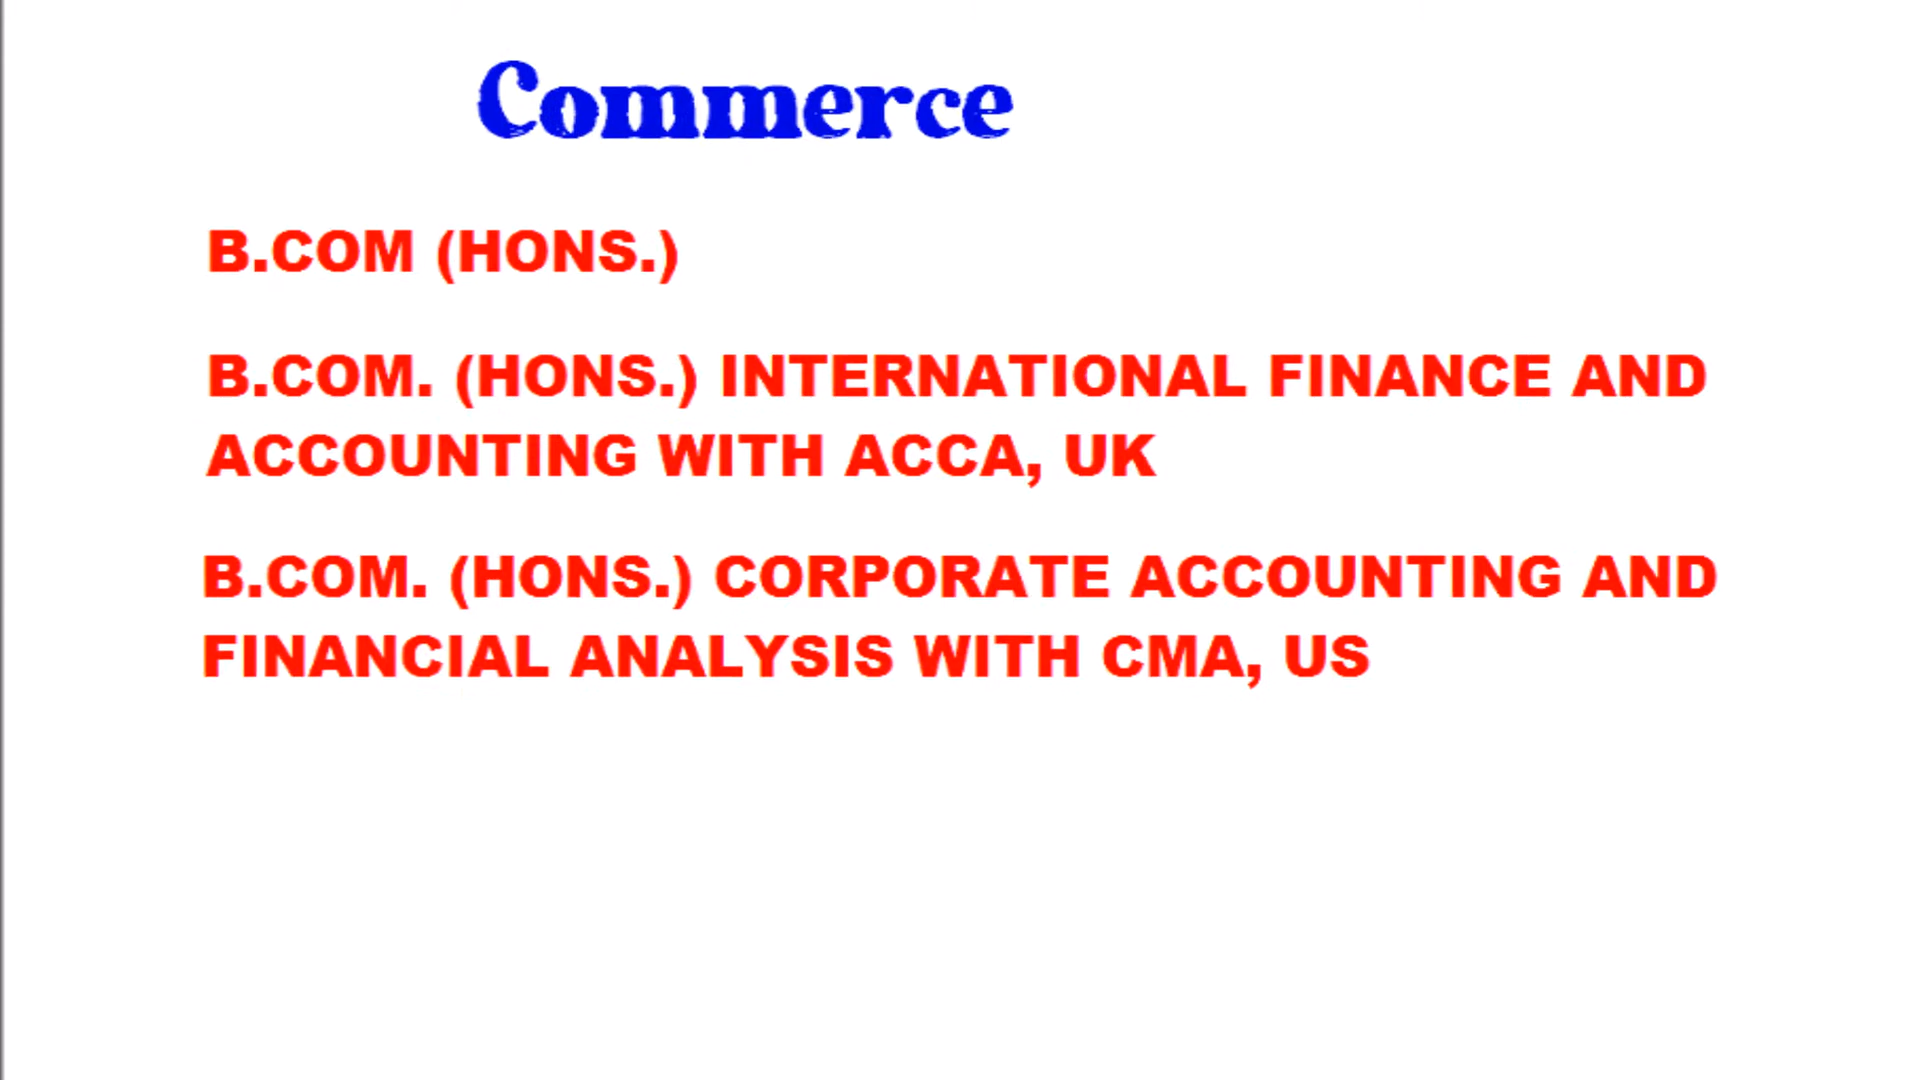 Commerce
B.COM (HONS.)
B.COM. (HONS.) INTERNATIONAL FINANCE AND
ACCOUNTING WITH ACCA, UK
B.COM. (HONS.) CORPORATE ACCOUNTING AND
FINANCIAL ANALYSIS WITH CMA, US